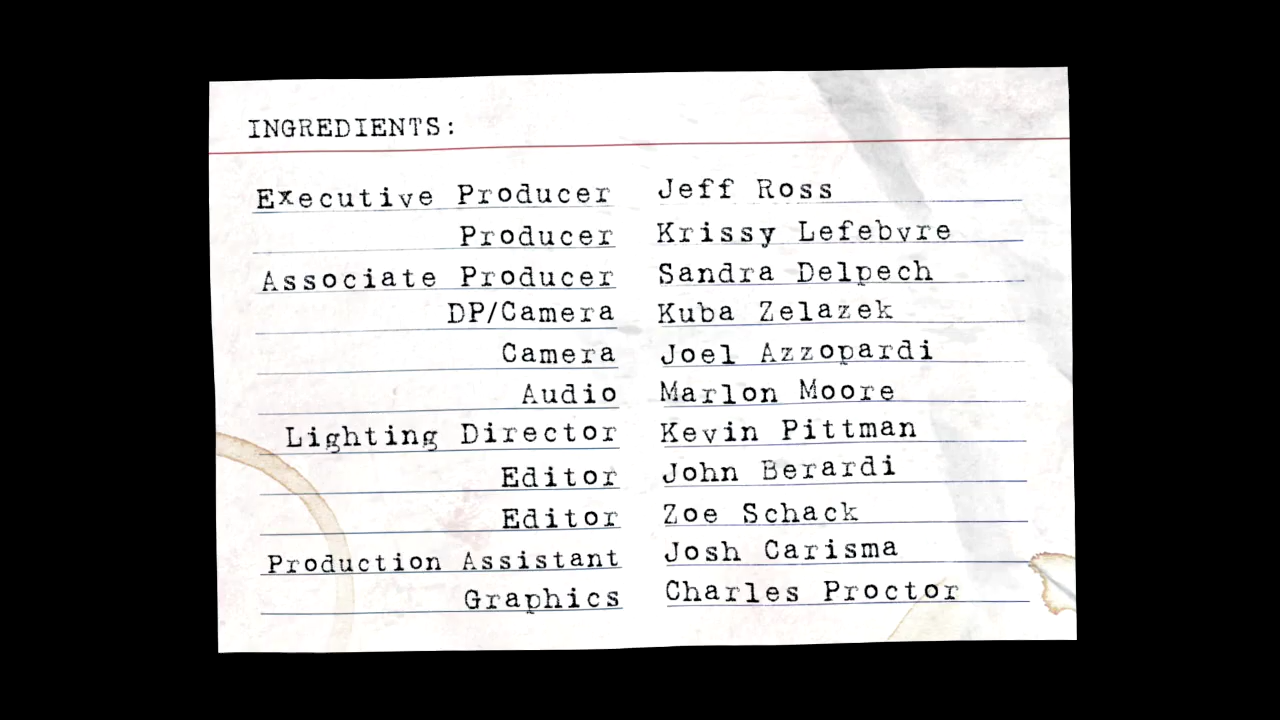 INGREDIENTS:
Executive Producer Jeff Ross
Producer Krissy Lefebvre
Associate Producer Sandra Delpech
DP/Camera Kuba Zelazek
Camera Joel Azzopardi
Audio Marlon Moore
Lighting Director Kevin Pittman
Editor John Berardi
Editor Zoe Schack
Production Assistant Josh Carisma
Graphics Charles Proctor